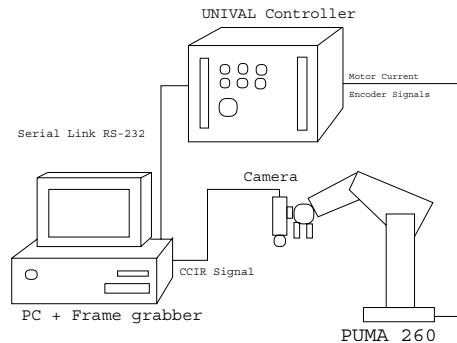 UNIVAL Controller
Motor Current
Encoder Signals
Serial Link RS-232
Camera
CCIR Signal
PC + Frame grabber
PUMA 260